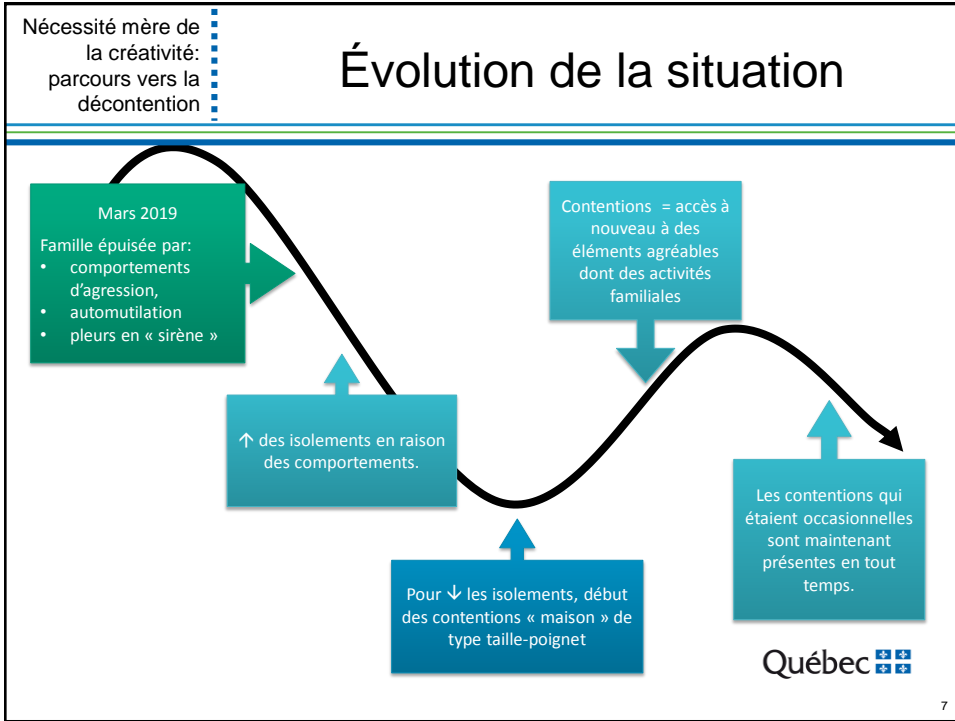 Nécessité mère de
la créativité:
parcours vers la
décontention
Évolution de la situation
Mars 2019
Famille épuisée par:
• comportements
d'agression,
• automutilation
• pleurs en « sirène »
↑ des isolements en raison
des comportements.
Pour ↓ les isolements, début
des contentions « maison » de
type taille-poignet
Contentions = accès à
nouveau à des
éléments agréables
dont des activités
familiales
Les contentions qui
étaient occasionnelles
sont maintenant
présentes en tout
temps.
Québec
7